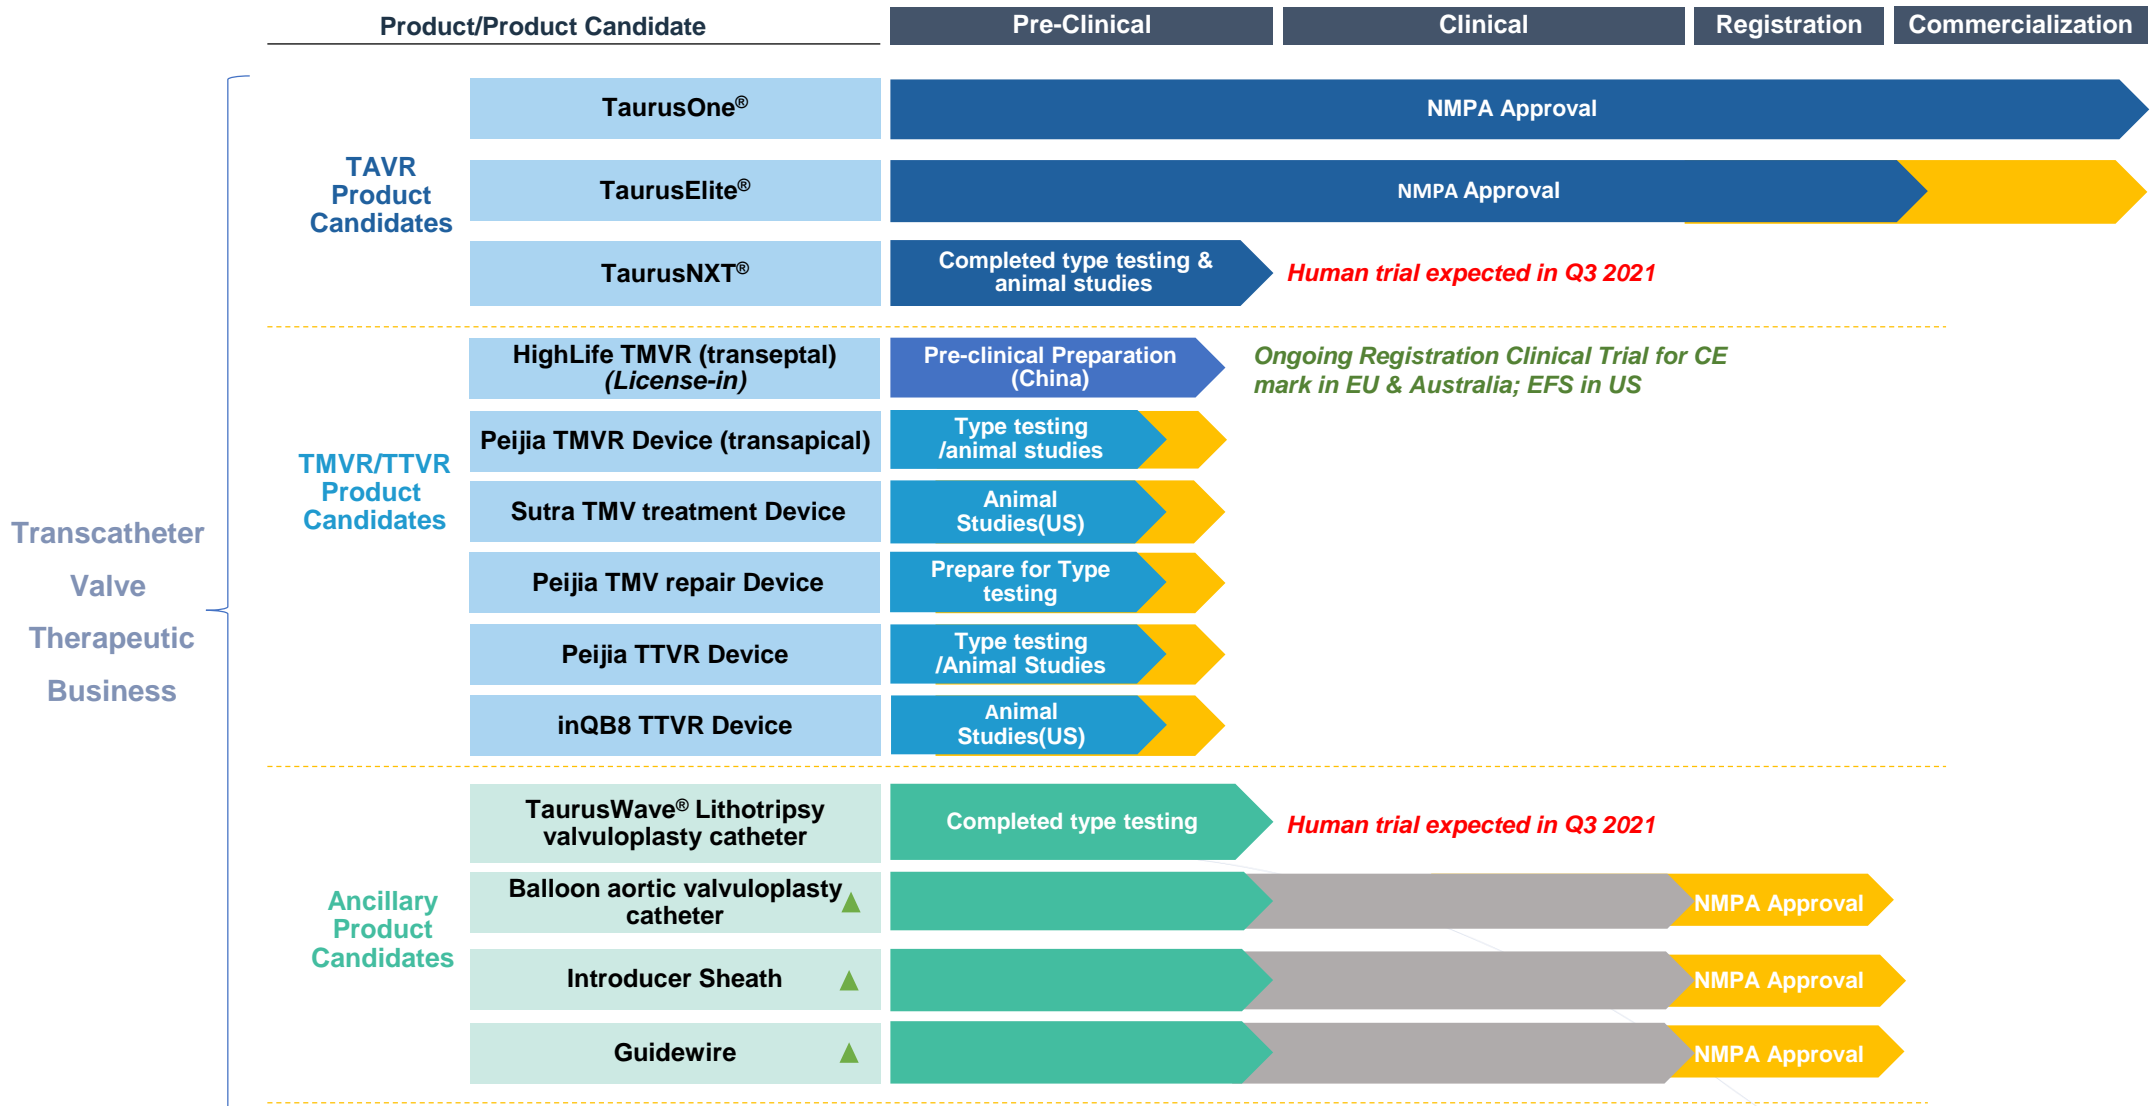 Product/Product Candidate
Pre-Clinical
Clinical
Registration
Commercialization
Transcatheter
Valve
Therapeutic
Business
TAVR
Product
Candidates
TaurusOne®
NMPA Approval
TaurusElite®
NMPA Approval
TaurusNXT®
Completed type testing &
animal studies
Human trial expected in Q3 2021
TMVR/TTVR
Product
Candidates
HighLife TMVR (transeptal)
(License-in)
Pre-clinical Preparation
(China)
Ongoing Registration Clinical Trial for CE
mark in EU & Australia; EFS in US
Peijia TMVR Device (transapical)
Type testing
/animal studies
Sutra TMV treatment Device
Animal
Studies(US)
Peijia TMV repair Device
Prepare for Type
testing
Peijia TTVR Device
Type testing
/Animal Studies
inQB8 TTVR Device
Animal
Studies(US)
Ancillary
Product
Candidates
TaurusWave® Lithotripsy
valvuloplasty catheter
Completed type testing
Human trial expected in Q3 2021
Balloon aortic valvuloplasty
catheter
NMPA Approval
Introducer Sheath
NMPA Approval
Guidewire
NMPA Approval